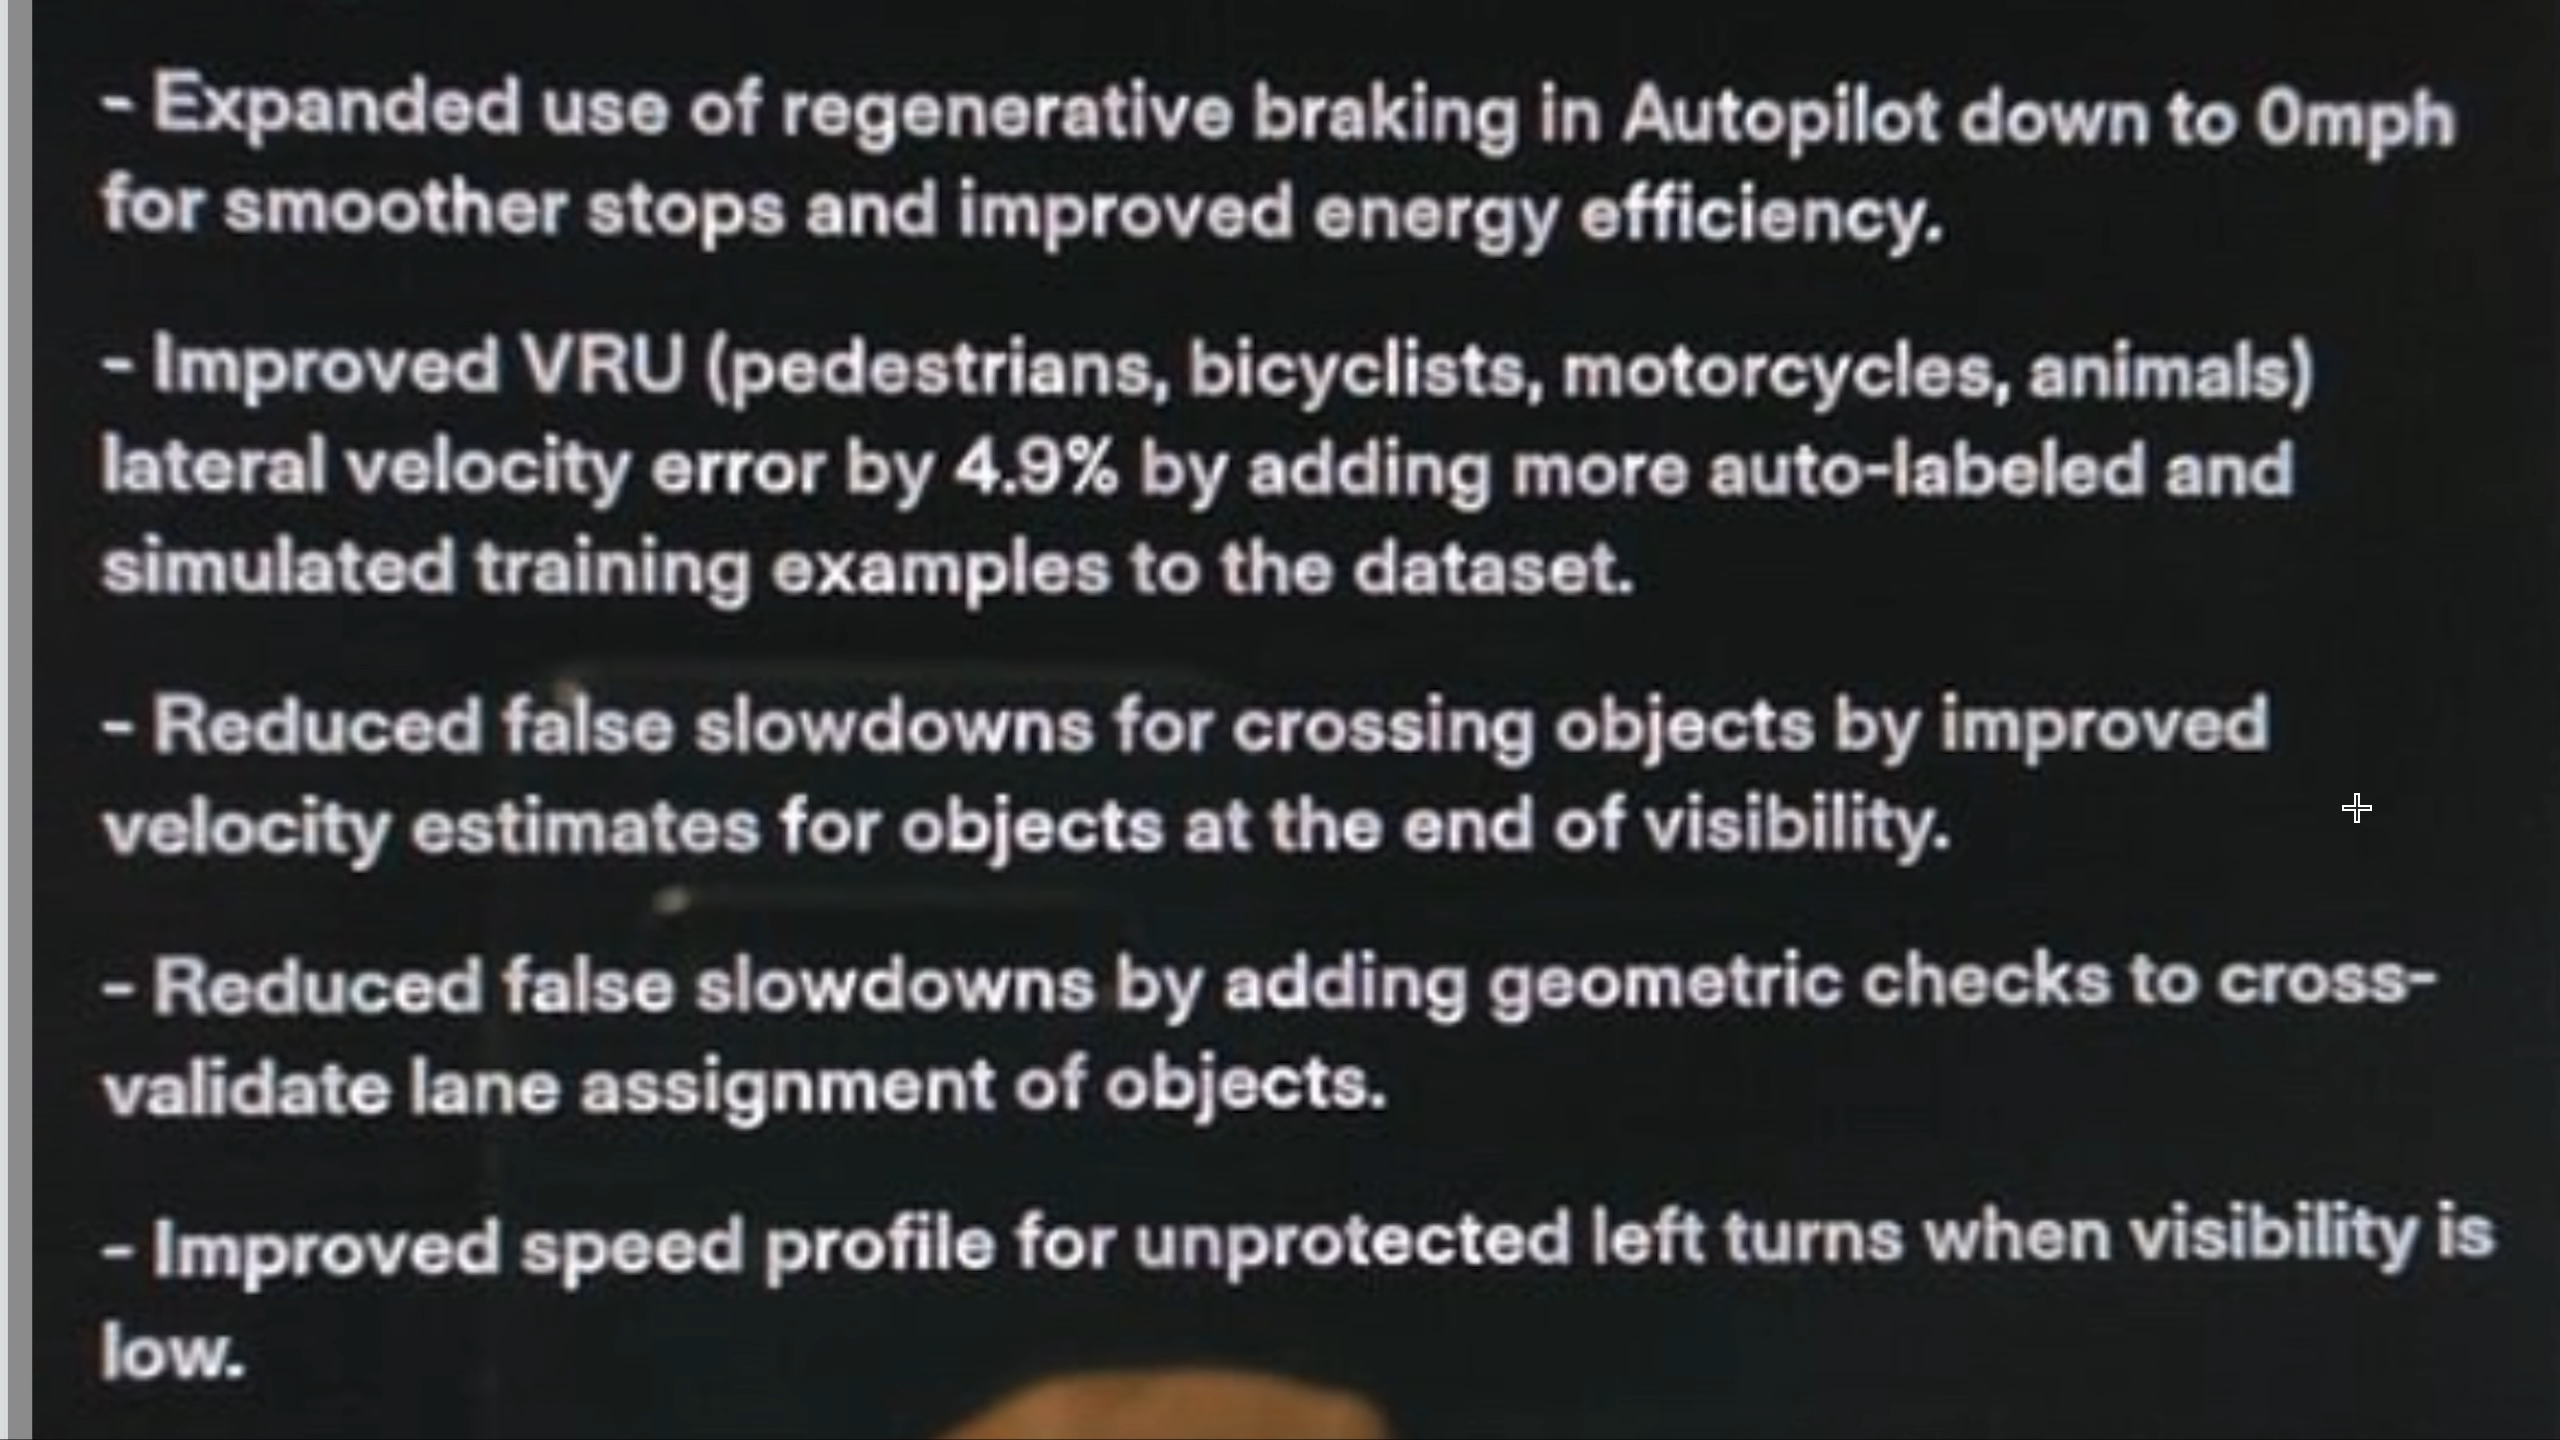 - Expanded use of regenerative braking in Autopilot down to 0mph
for smoother stops and improved energy efficiency.
- Improved VRU (pedestrians, bicyclists, motorcycles, animals)
lateral velocity error by 4.9% by adding more auto-labeled and
simulated training examples to the dataset.
- Reduced false slowdowns for crossing objects by improved
velocity estimates for objects at the end of visibility.
- Reduced false slowdowns by adding geometric checks to cross-
validate lane assignment of objects.
- Improved speed profile for unprotected left turns when visibility is
low.